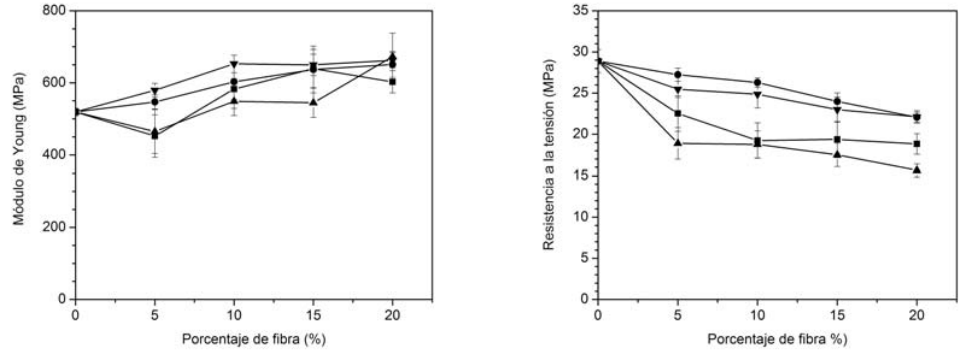 Módulo de Young (MPa)
800
600
400
200
0
0 5 10 15 20
Porcentaje de fibra (%)
Resistencia a la tensión (MPa)
35
30
25
20
15
10
5
0
0 5 10 15 20
Porcentaje de fibra %)